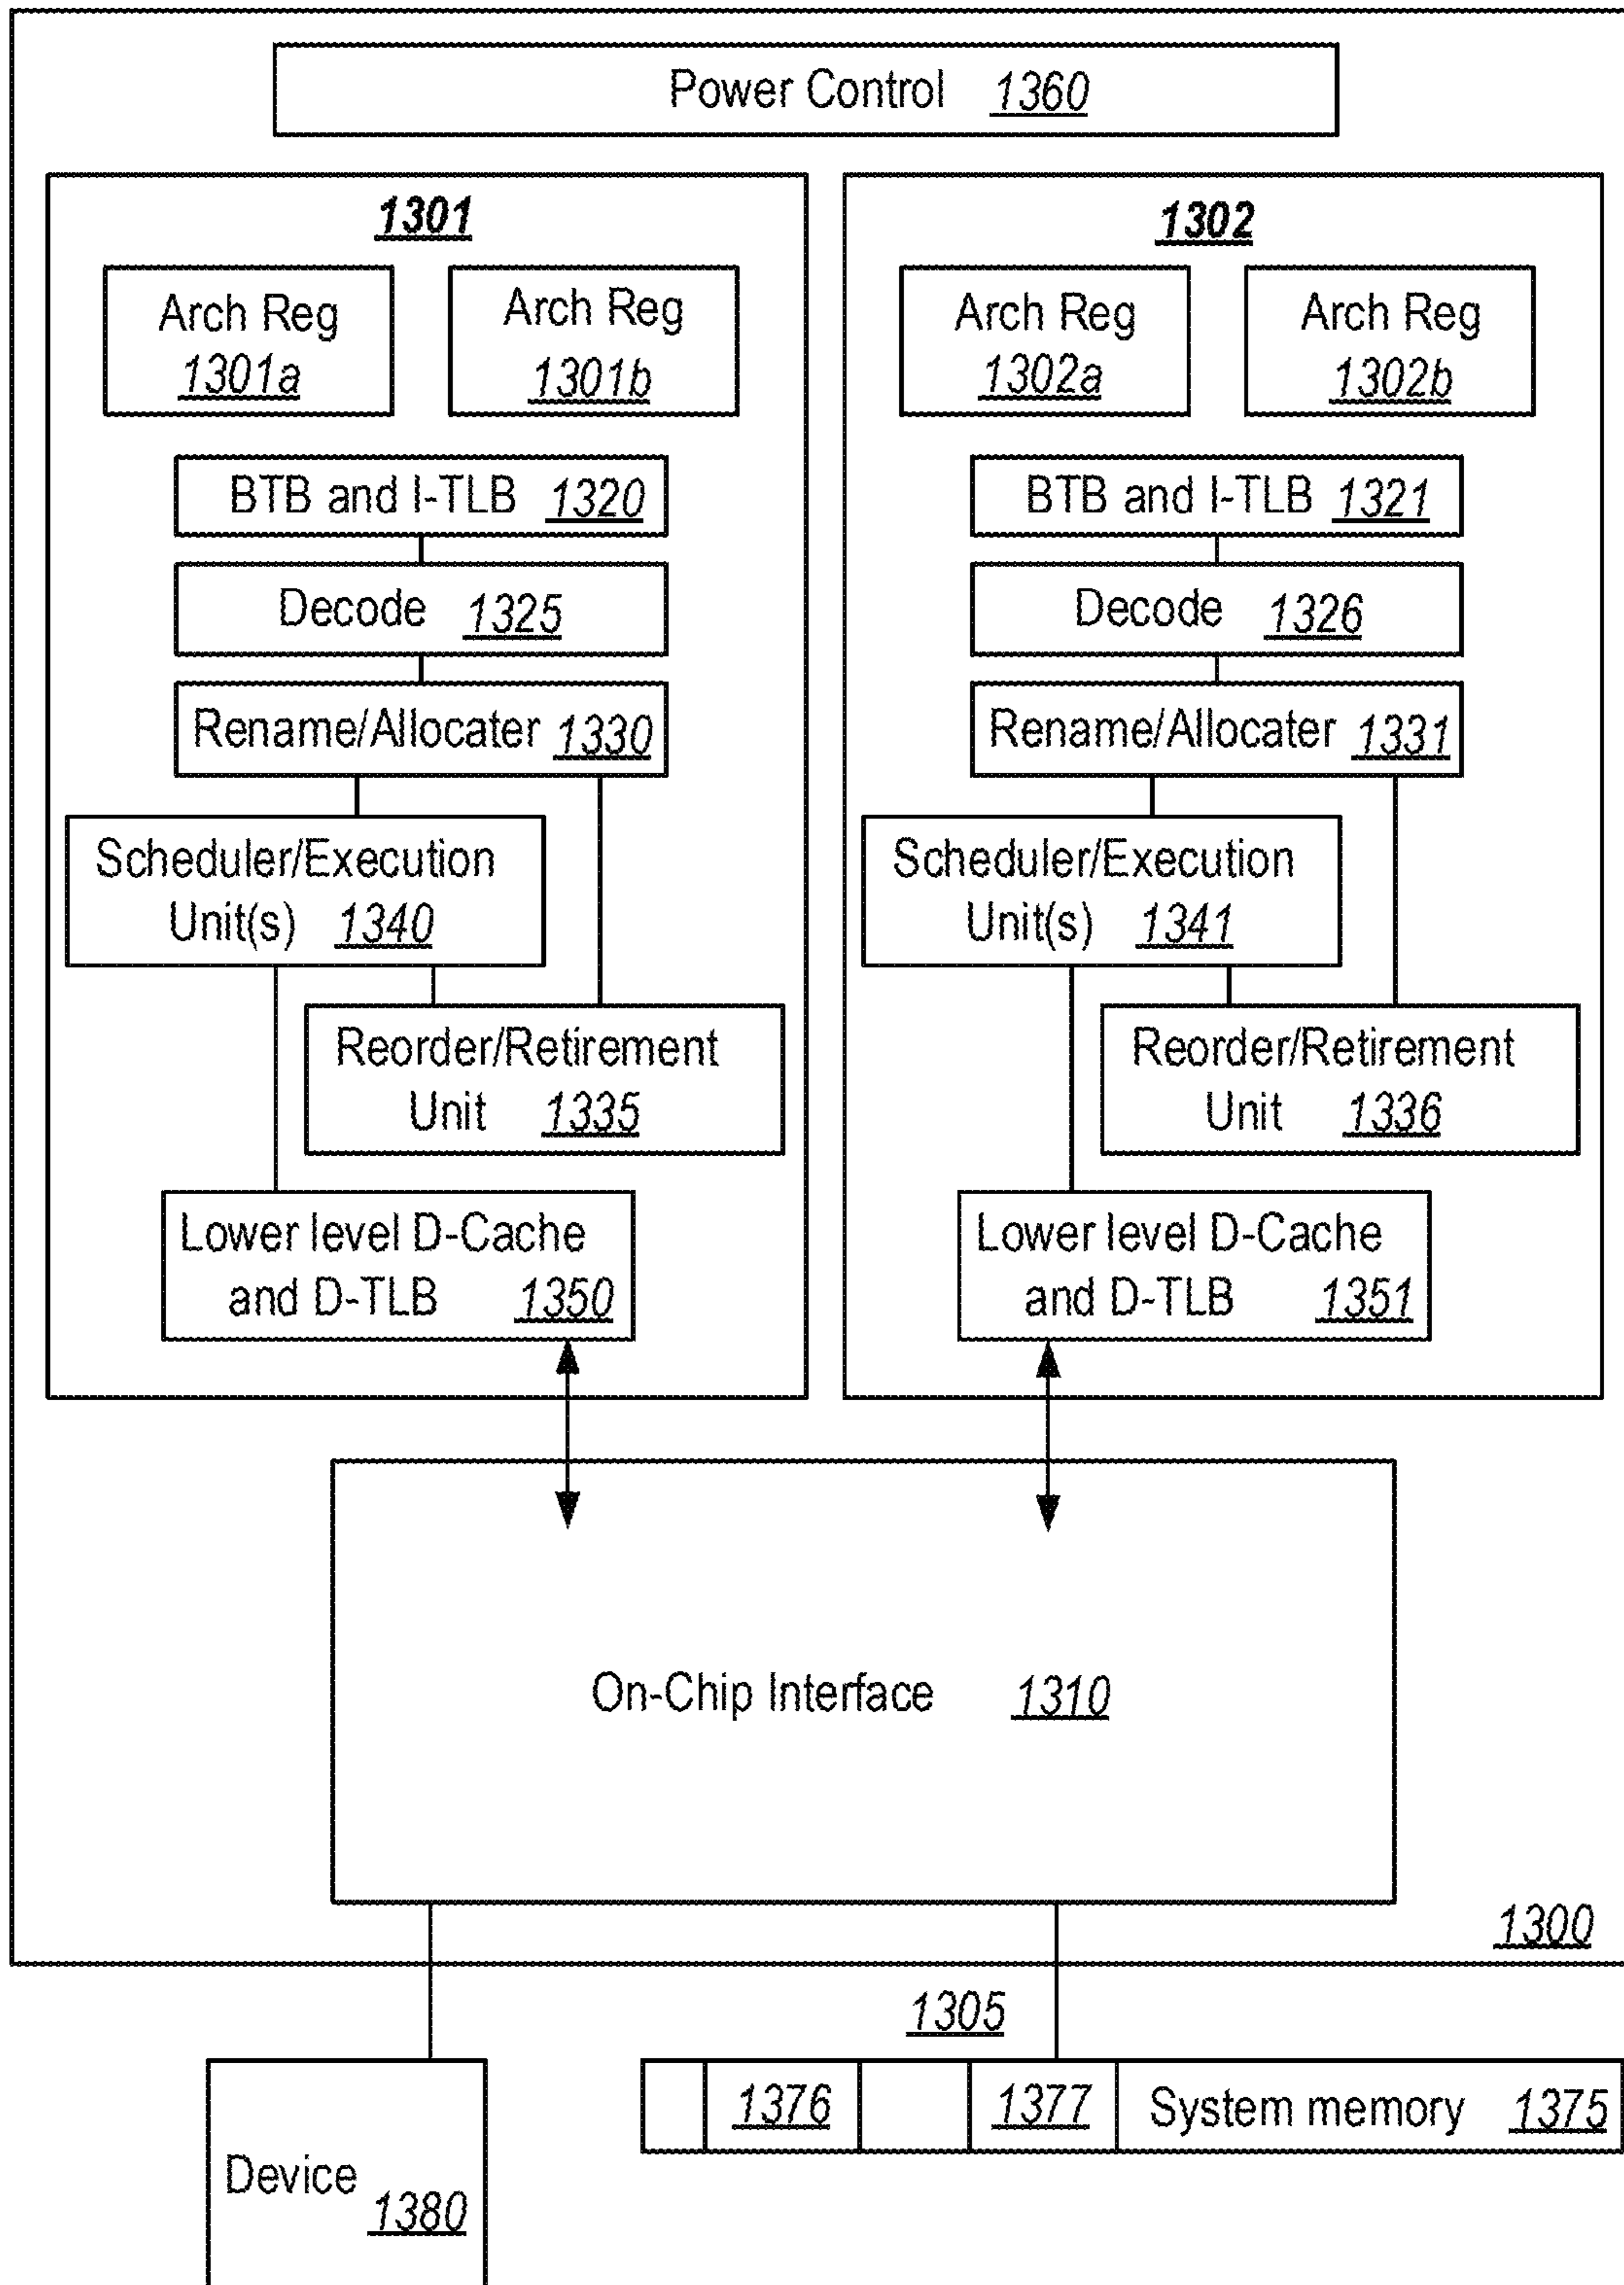 Power Control 1360
1301
Arch Reg
1301a
Arch Reg
1301b
BTB and I-TLB 1320
Decode 1325
Rename/Allocater 1330
Scheduler/Execution
Unit(s) 1340
Reorder/Retirement
Unit 1335
Lower level D-Cache
and D-TLB 1350
1302
Arch Reg
1302a
Arch Reg
1302b
BTB and I-TLB 1321
Decode 1326
Rename/Allocater 1331
Scheduler/Execution
Unit(s) 1341
Reorder/Retirement
Unit 1336
Lower level D-Cache
and D-TLB 1351
On-Chip Interface 1310
1300
1305
1376
1377
System memory 1375
Device 1380